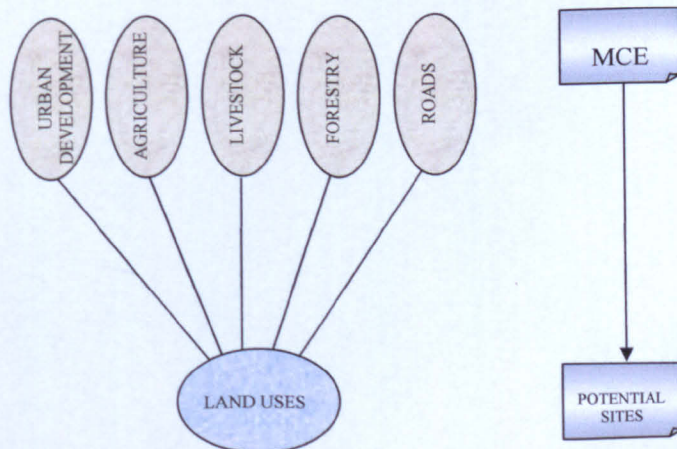 URBAN
DEVELOPMENT
AGRICULTURE
LIVESTOCK
FORESTRY
ROADS
MCE
LAND USES
POTENTIAL
SITES